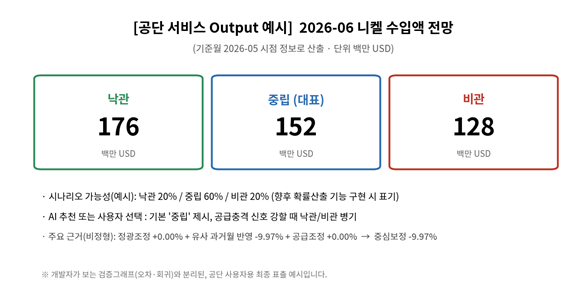 [공단 서비스 Output 예시] 2026-06 니켈 수입액 전망
(기준월 2026-05 시점 정보로 산출 · 단위 백만 USD)
낙관
176
백만 USD
중립 (대표)
152
백만 USD
비관
128
백만 USD
· 시나리오 가능성(예시): 낙관 20% / 중립 60% / 비관 20% (향후 확률산출 기능 구현 시 표기)
· AI 추천 또는 사용자 선택 : 기본 '중립' 제시, 공급충격 신호 강할 때 낙관/비관 병기
· 주요 근거(비정형): 정광조정 +0.00% + 유사 과거월 반영 -9.97% + 공급조정 +0.00% → 중심보정 -9.97%
※ 개발자가 보는 검증그래프(오차·회귀)와 분리된, 공단 사용자용 최종 표출 예시입니다.